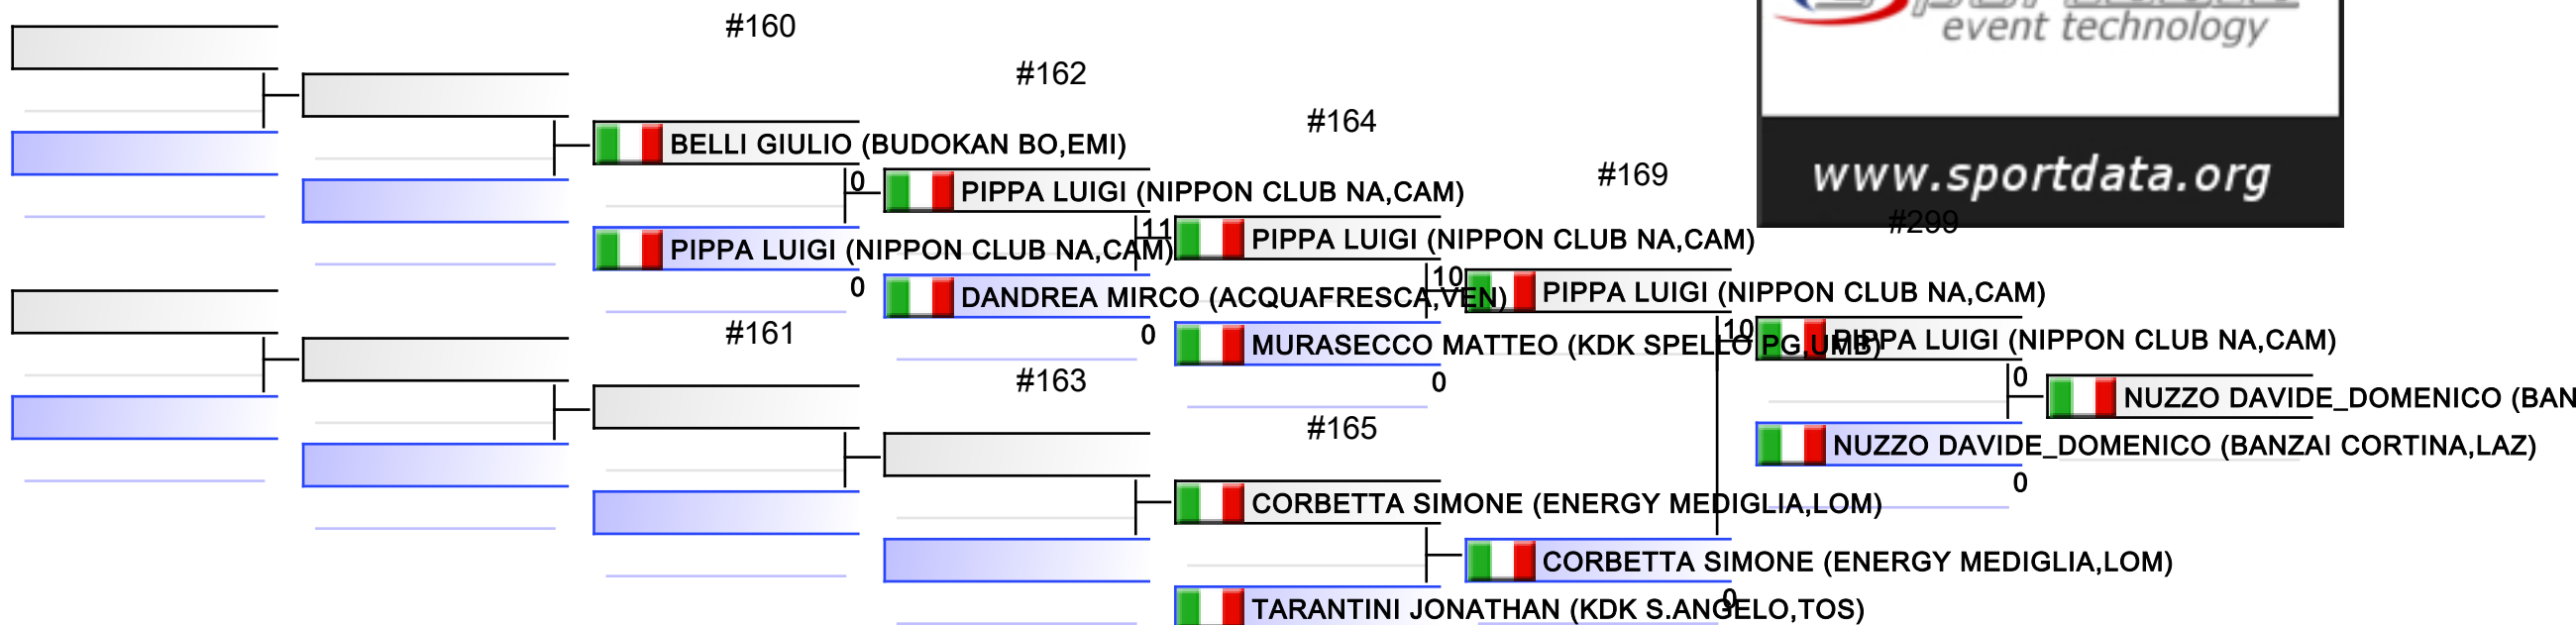 #160
#162
#164
#169
#299
event technology
www.sportdata.org
BELLI GIULIO (BUDOKAN BO,EMI)
0
PIPPA LUIGI (NIPPON CLUB NA,CAM)
0
#161
PIPPA LUIGI (NIPPON CLUB NA,CAM)
11
DANDREA MIRCO (ACQUAFRESCA,VEN)
0
#163
PIPPA LUIGI (NIPPON CLUB NA,CAM)
10
MURASECCO MATTEO (KDK SPELLO PG,UMB)
0
#165
CORBETTA SIMONE (ENERGY MEDIGLIA,LOM)
TARANTINI JONATHAN (KDK S.ANGELO,TOS)
PIPPA LUIGI (NIPPON CLUB NA,CAM)
10
CORBETTA SIMONE (ENERGY MEDIGLIA,LOM)
0
PIPPA LUIGI (NIPPON CLUB NA,CAM)
0
NUZZO DAVIDE_DOMENICO (BANZAI CORTINA,LAZ)
0
NUZZO DAVIDE_DOMENICO (BAN